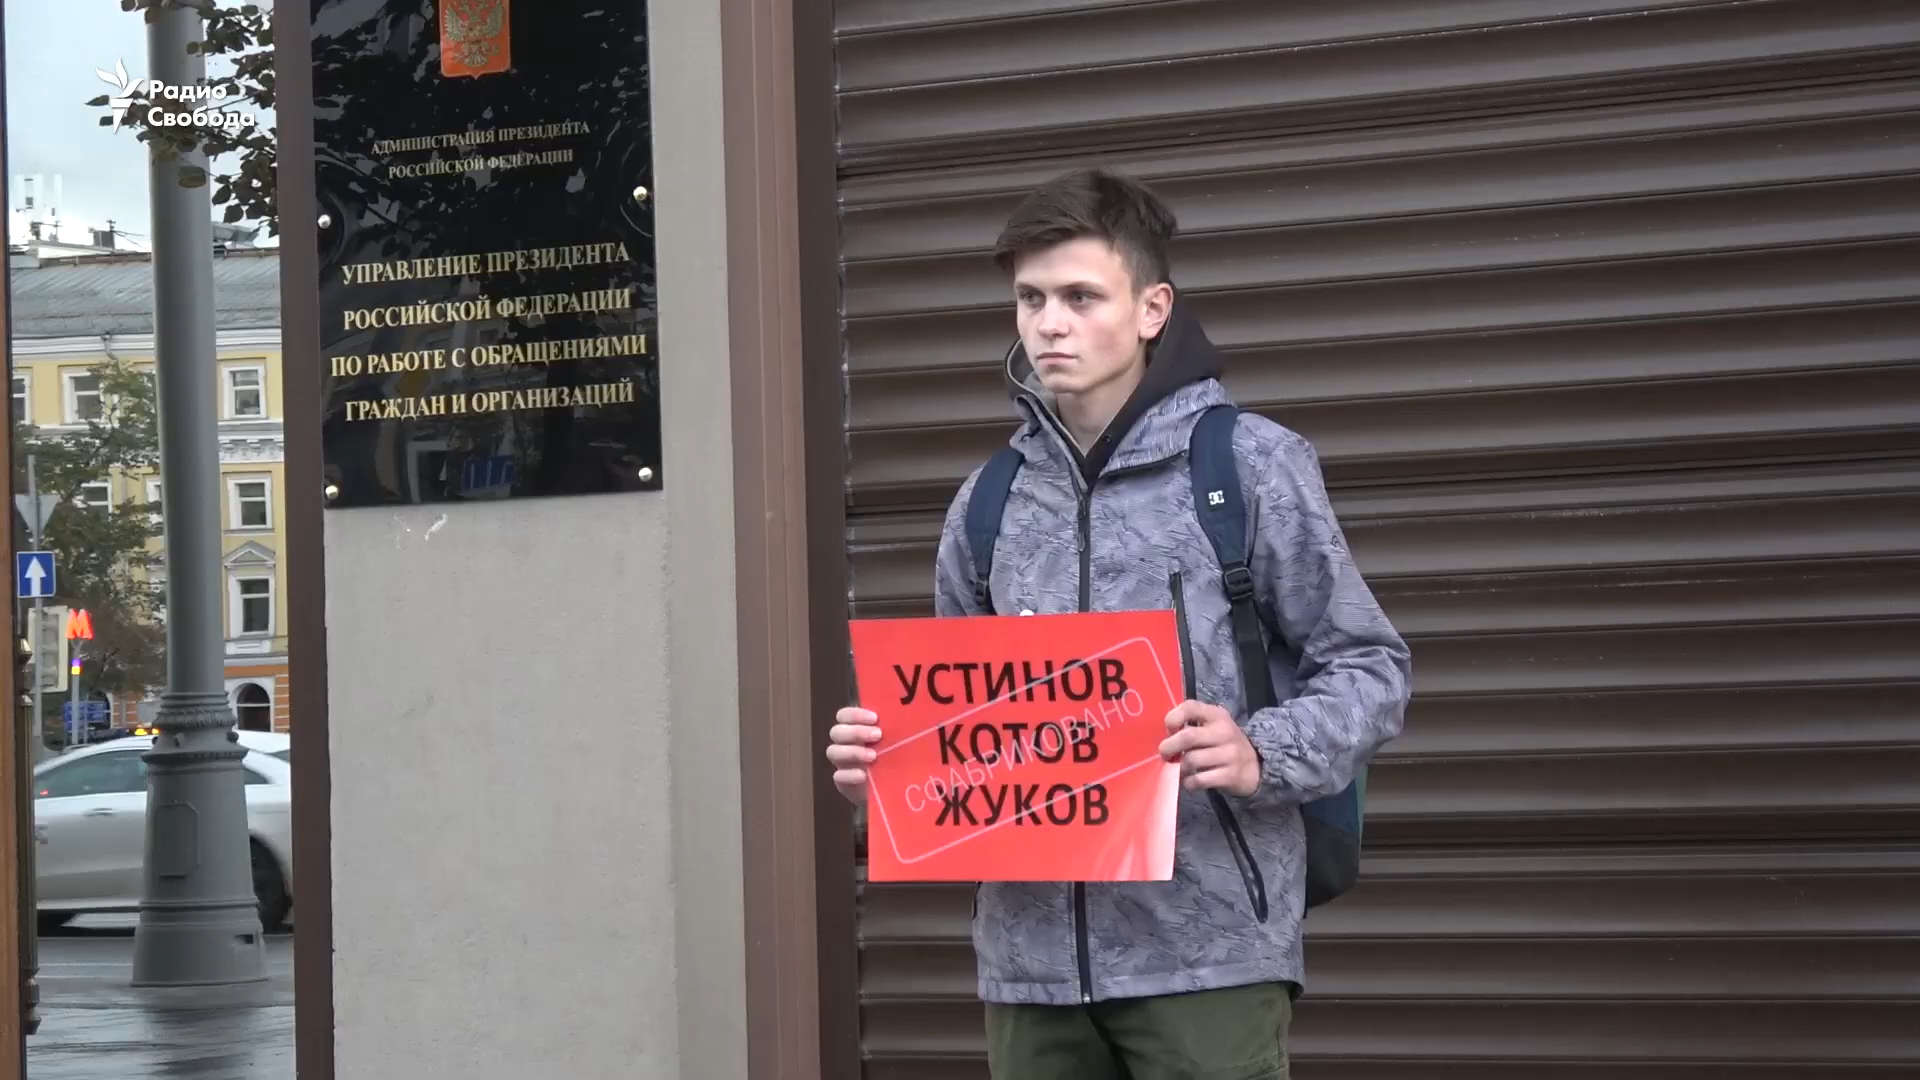 Радио
Свобода
АДМИНИСТРАЦИЯ ПРЕЗИДЕНТА
РОССИЙСКОЙ ФЕДЕРАЦИИ
УПРАВЛЕНИЕ ПРЕЗИДЕНТА
РОССИЙСКОЙ ФЕДЕРАЦИИ
ПО РАБОТЕ С ОБРАЩЕНИЯМИ
ГРАЖДАН И ОРГАНИЗАЦИЙ
М
УСТИНОВ
КОТОВ
ЖУКОВ
СФАБРИКОВАНО